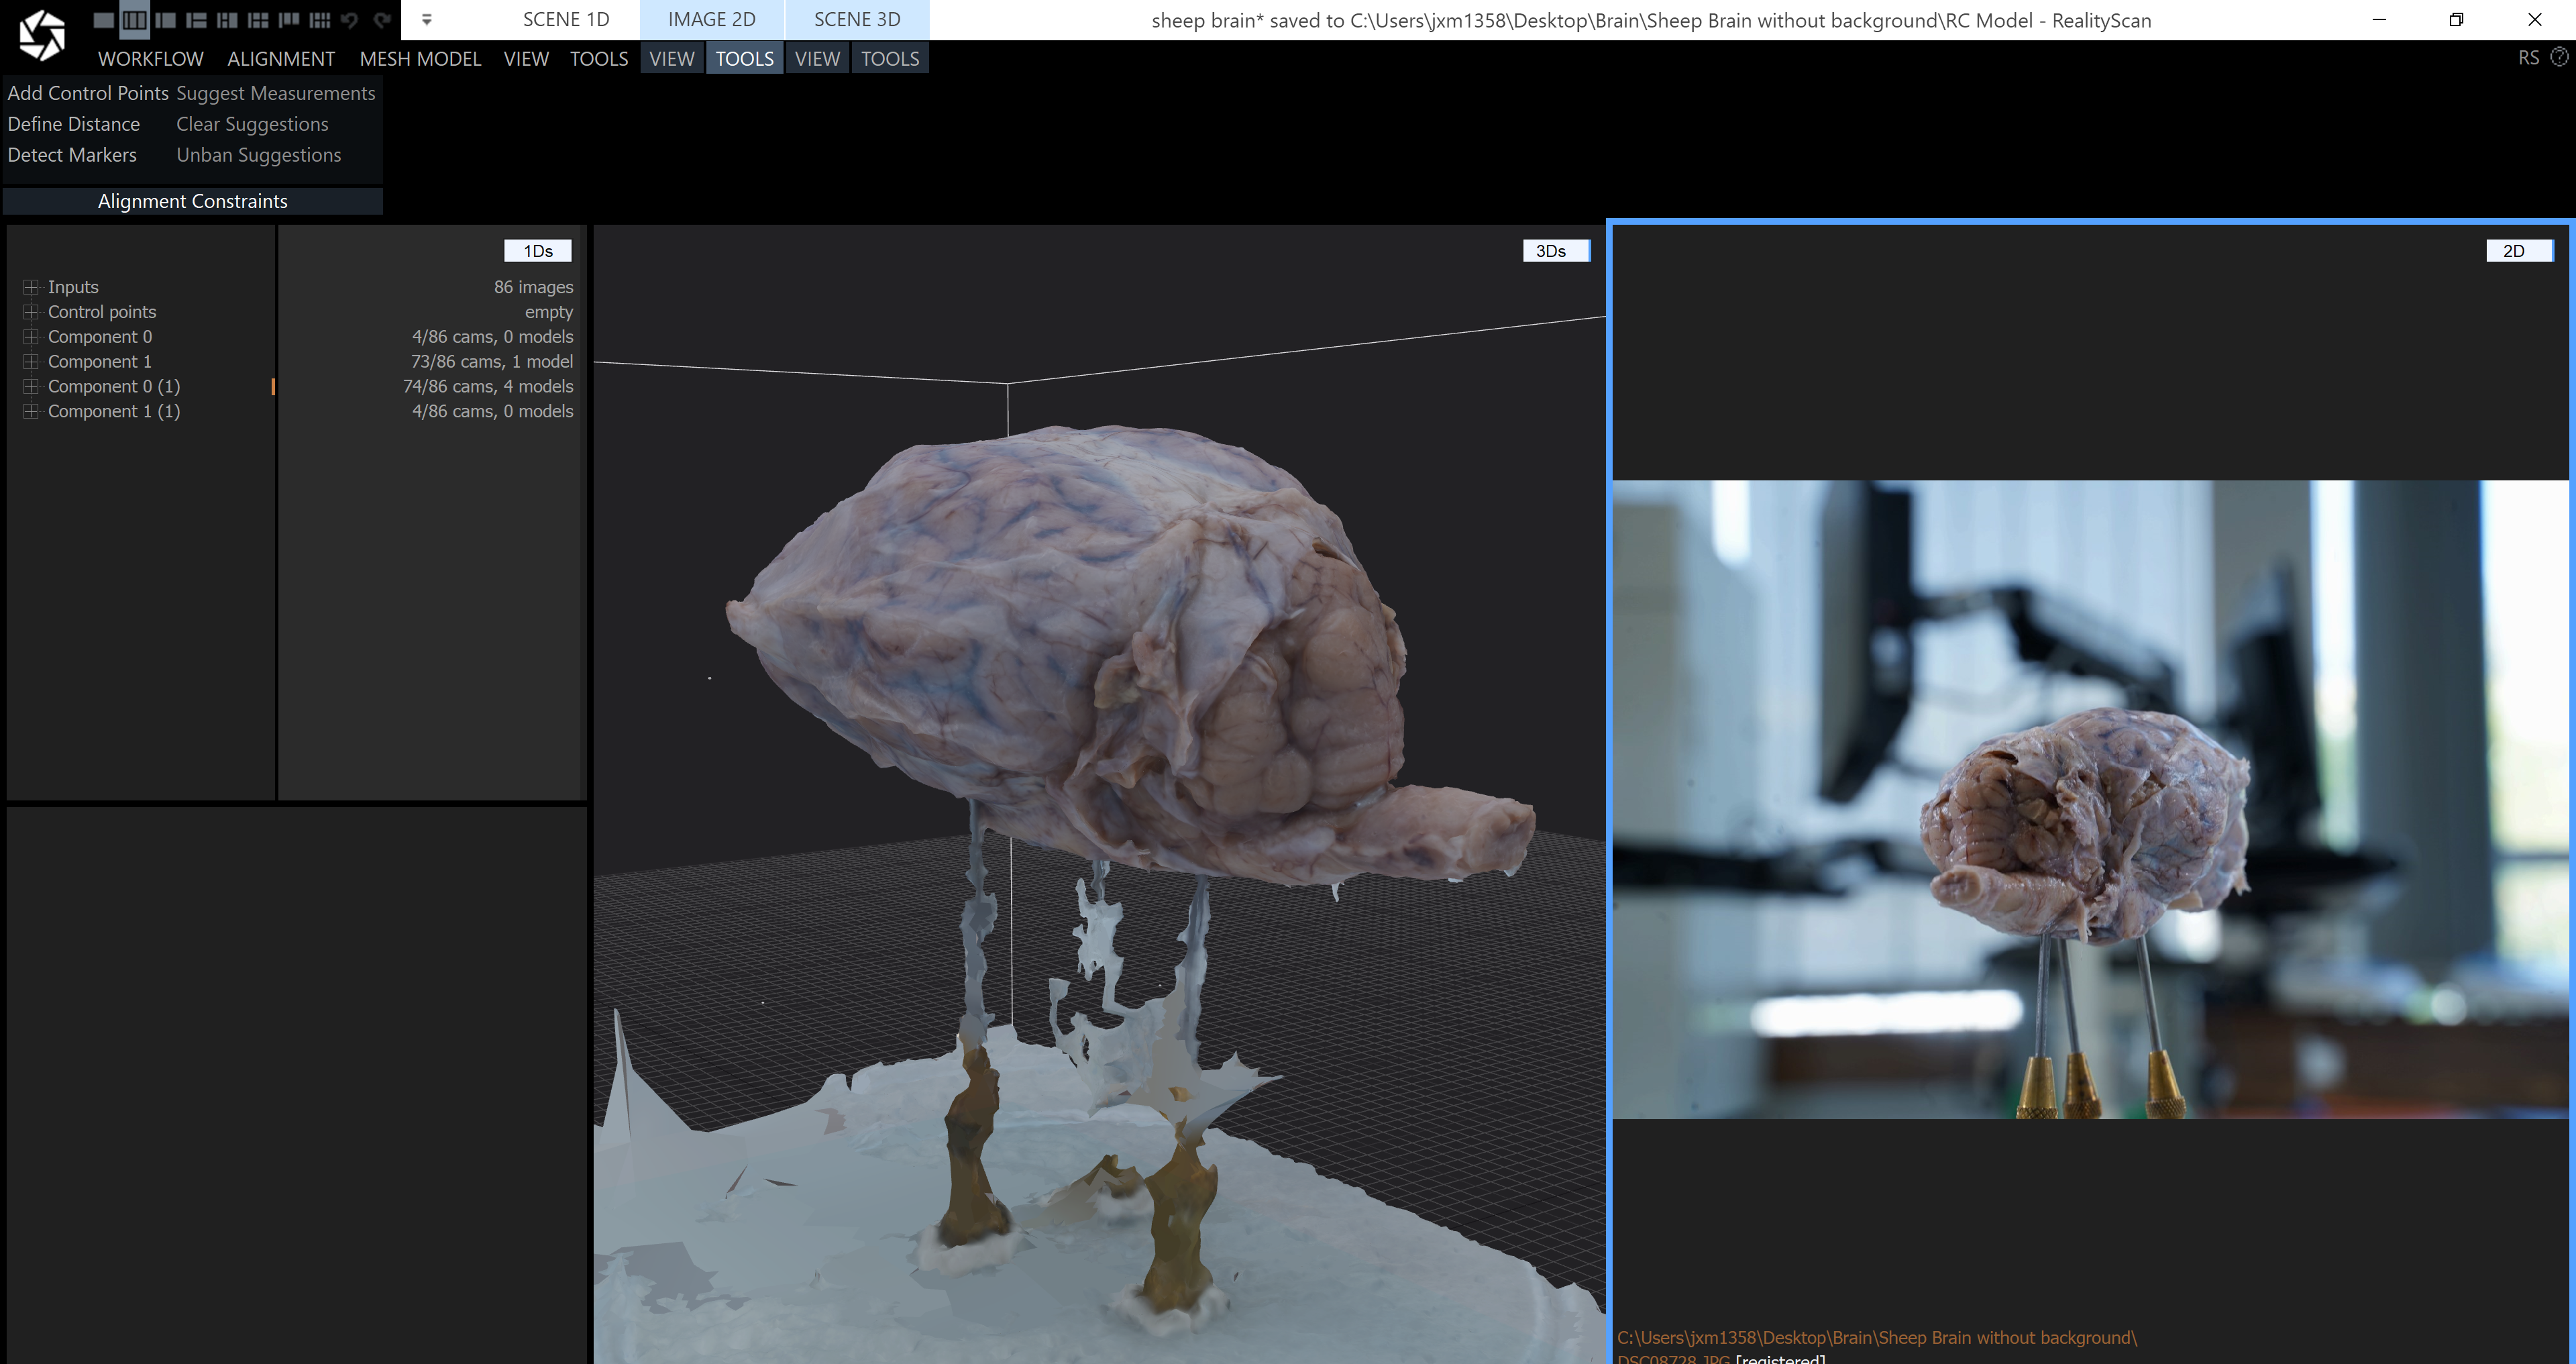 SCENE 1D IMAGE 2D SCENE 3D sheep brain* saved to C:\Users\jxm1358\Desktop\Brain\Sheep Brain without background\RC Model - RealityScan
WORKFLOW ALIGNMENT MESH MODEL VIEW TOOLS VIEW TOOLS VIEW TOOLS RS ?
Add Control Points Suggest Measurements
Define Distance Clear Suggestions
Detect Markers Unban Suggestions
Alignment Constraints
1Ds 3Ds 2D
Inputs 86 images
Control points empty
Component 0 4/86 cams, 0 models
Component 1 73/86 cams, 1 model
Component 0 (1) 74/86 cams, 4 models
Component 1 (1) 4/86 cams, 0 models
C:\Users\jxm1358\Desktop\Brain\Sheep Brain without background\
DSC08728.JPG [registered]